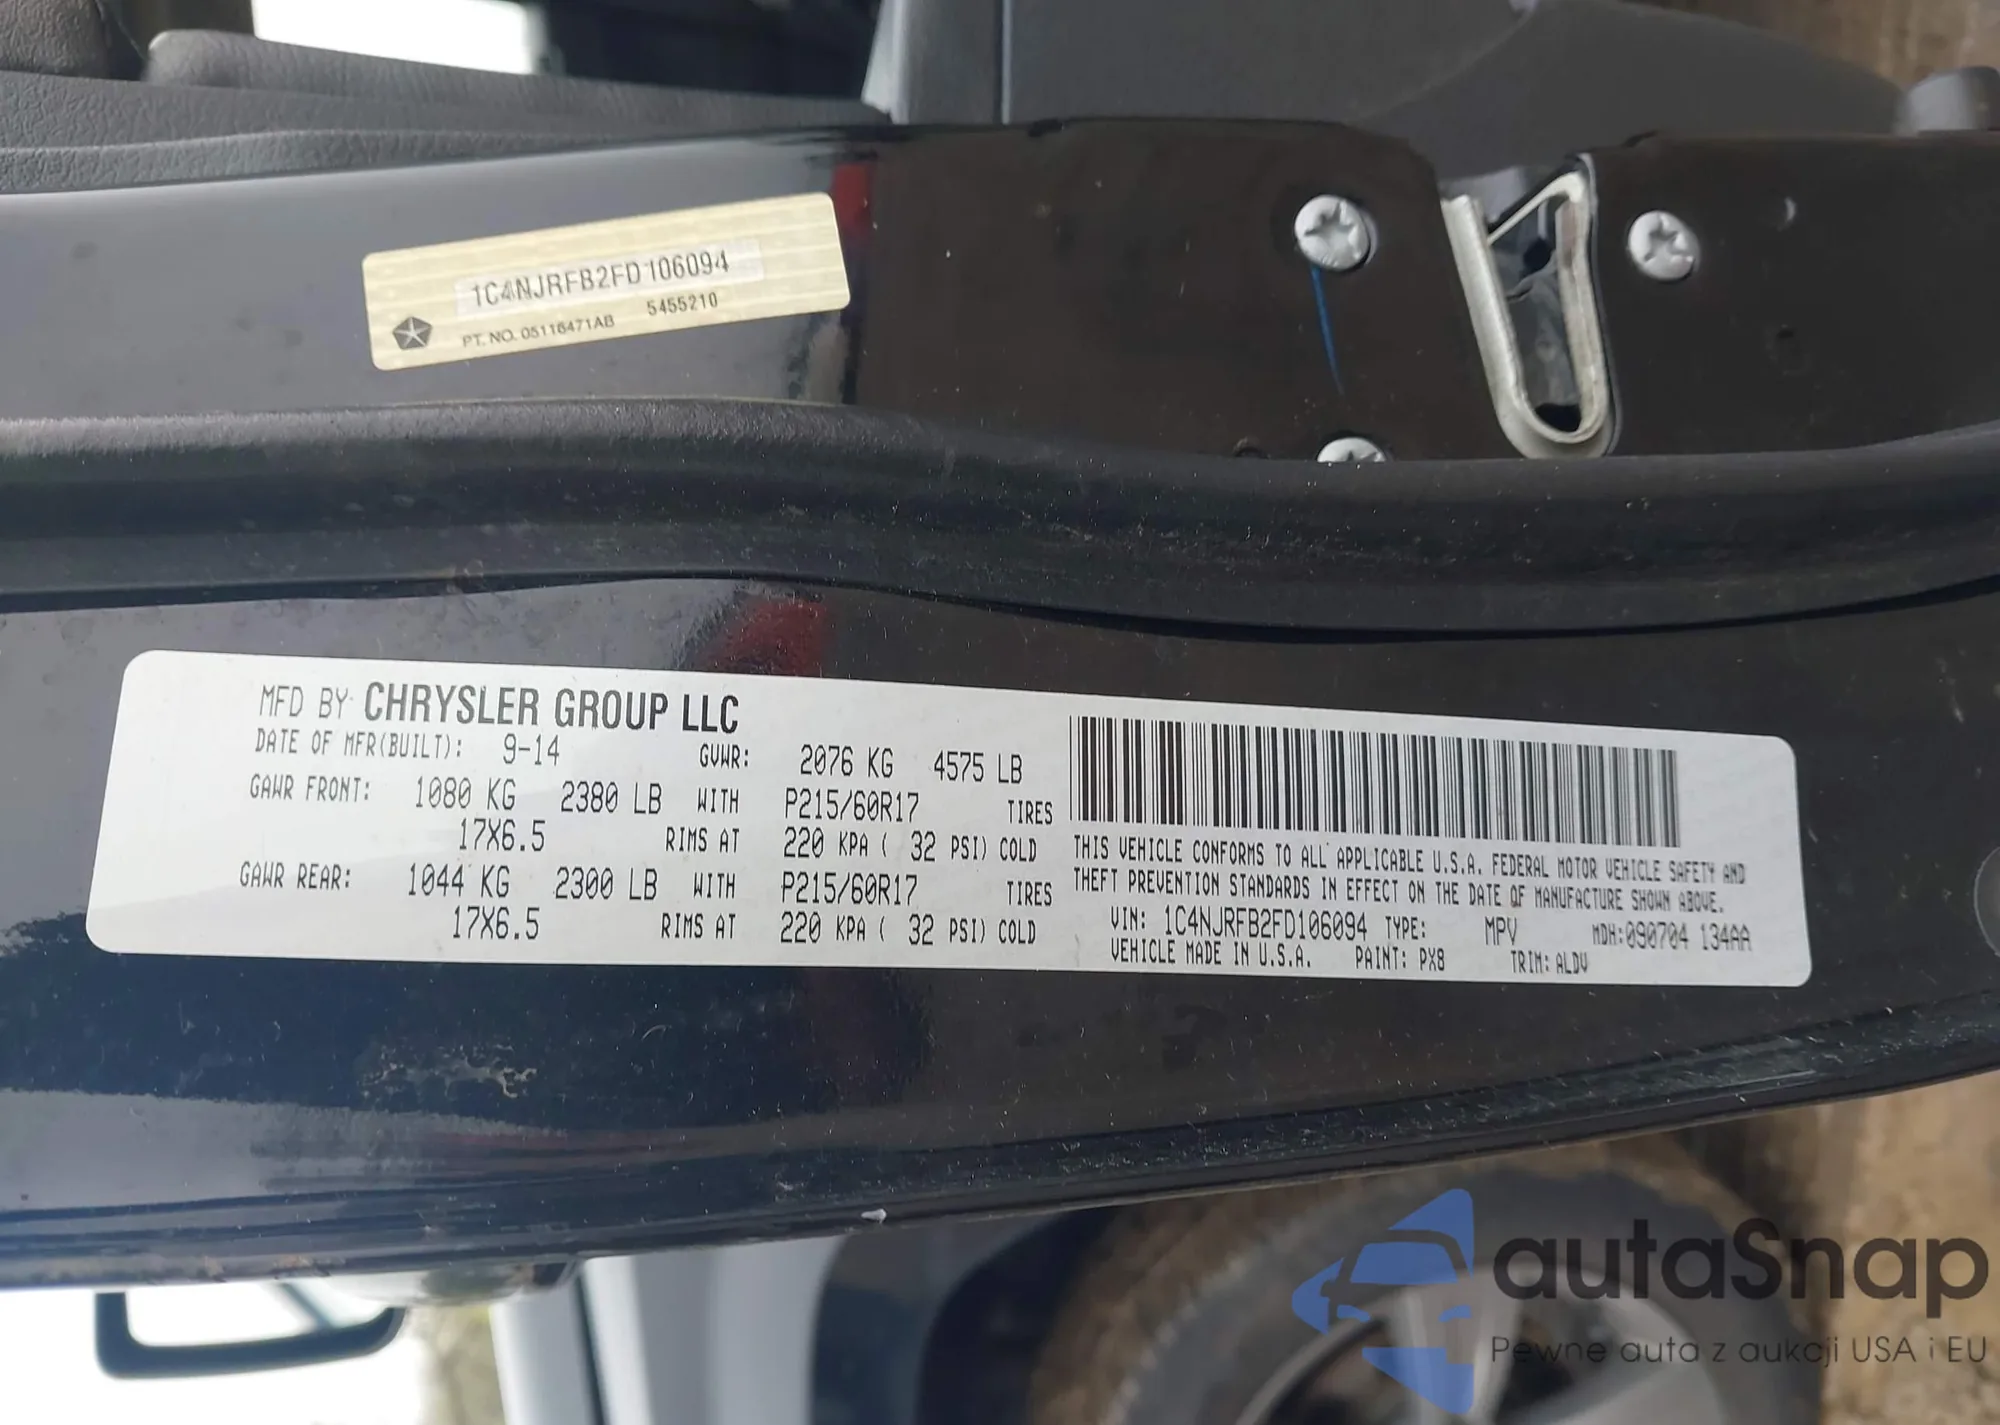 1C4NJRFB2FD106094
PT. NO. 05116471AB 5455210
MFD BY CHRYSLER GROUP LLC
DATE OF MFR(BUILT): 9-14 GVWR: 2076 KG 4575 LB
GAWR FRONT: 1080 KG 2380 LB WITH P215/60R17 TIRES
17X6.5 RIMS AT 220 KPA ( 32 PSI) COLD
GAWR REAR: 1044 KG 2300 LB WITH P215/60R17 TIRES
17X6.5 RIMS AT 220 KPA ( 32 PSI) COLD
THIS VEHICLE CONFORMS TO ALL APPLICABLE U.S.A. FEDERAL MOTOR VEHICLE SAFETY AND
THEFT PREVENTION STANDARDS IN EFFECT ON THE DATE OF MANUFACTURE SHOWN ABOVE.
VIN: 1C4NJRFB2FD106094 TYPE: MPV MDH:090704 134AA
VEHICLE MADE IN U.S.A. PAINT: PX8 TRIM: ALDV
autaSnap
Pewne auta z aukcji USA i EU